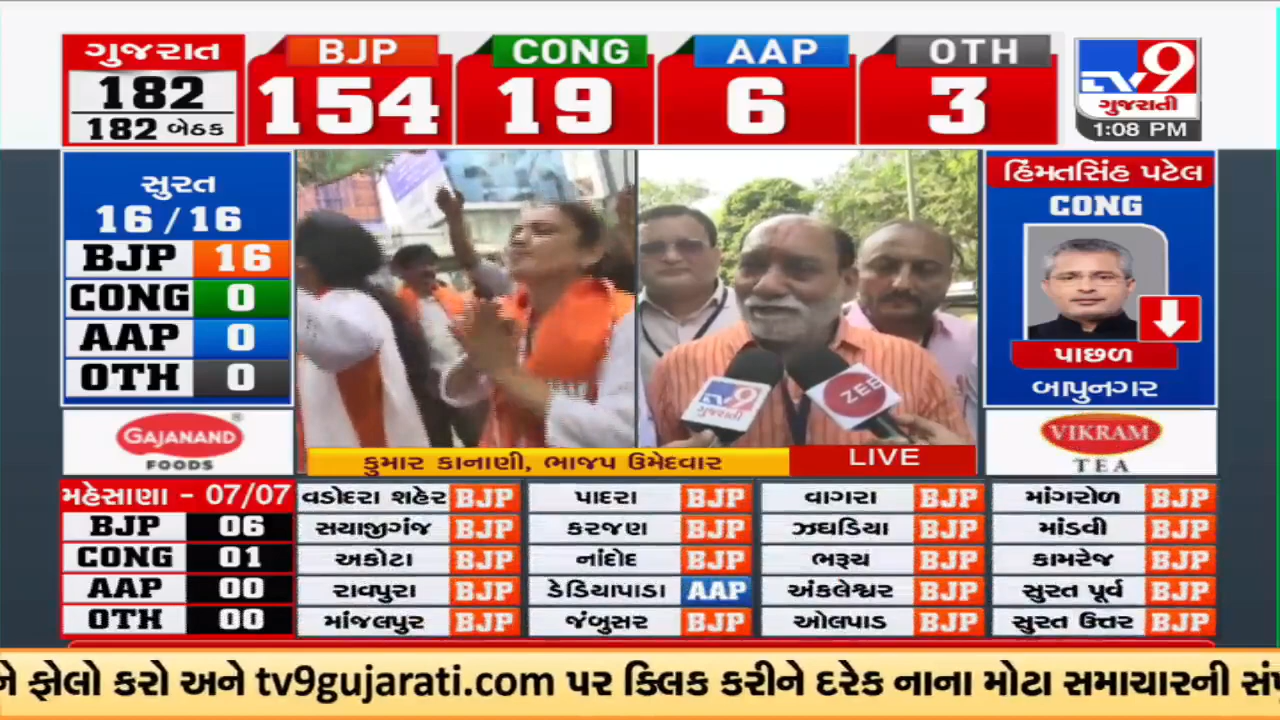 ગુજરાત
182
182 બેઠક
BJP
154
CONG
19
AAP
6
OTH
3
TV9
ગુજરાતી
1:08 PM
સુરત
16/16
BJP 16
CONG 0
AAP 0
OTH 0
TV9
ગુજરાતી
ZEE
હિંમતસિંહ પટેલ
CONG
પાછળ
બાપુનગર
GAJANAND
FOODS
®
કુમાર કાનાણી, ભાજપ ઉમેદવાર
LIVE
VIKRAM
TEA
મહેસાણા - 07/07
BJP 06
CONG 01
AAP 00
OTH 00
વડોદરા શહેર BJP
સયાજીગંજ BJP
અકોટા BJP
રાવપુરા BJP
માંજલપુર BJP
પાદરા BJP
કરજણ BJP
નાંદોદ BJP
ડેડિયાપાડા AAP
જંબુસર BJP
વાગરા BJP
ઝઘડિયા BJP
ભરૂચ BJP
અંકલેશ્વર BJP
ઓલપાડ BJP
માંગરોળ BJP
માંડવી BJP
કામરેજ BJP
સુરત પૂર્વ BJP
સુરત ઉત્તર BJP
ને ફોલો કરો અને tv9gujarati.com પર ક્લિક કરીને દરેક નાના મોટા સમાચારની